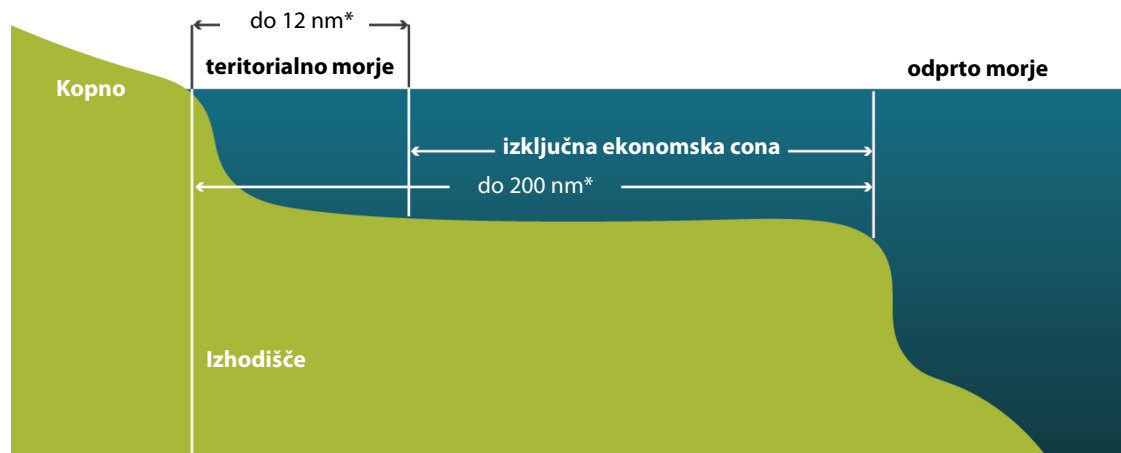 do 12 nm*
teritorialno morje
odprto morje
Kopno
izključna ekonomska cona
do 200 nm*
Izhodišče